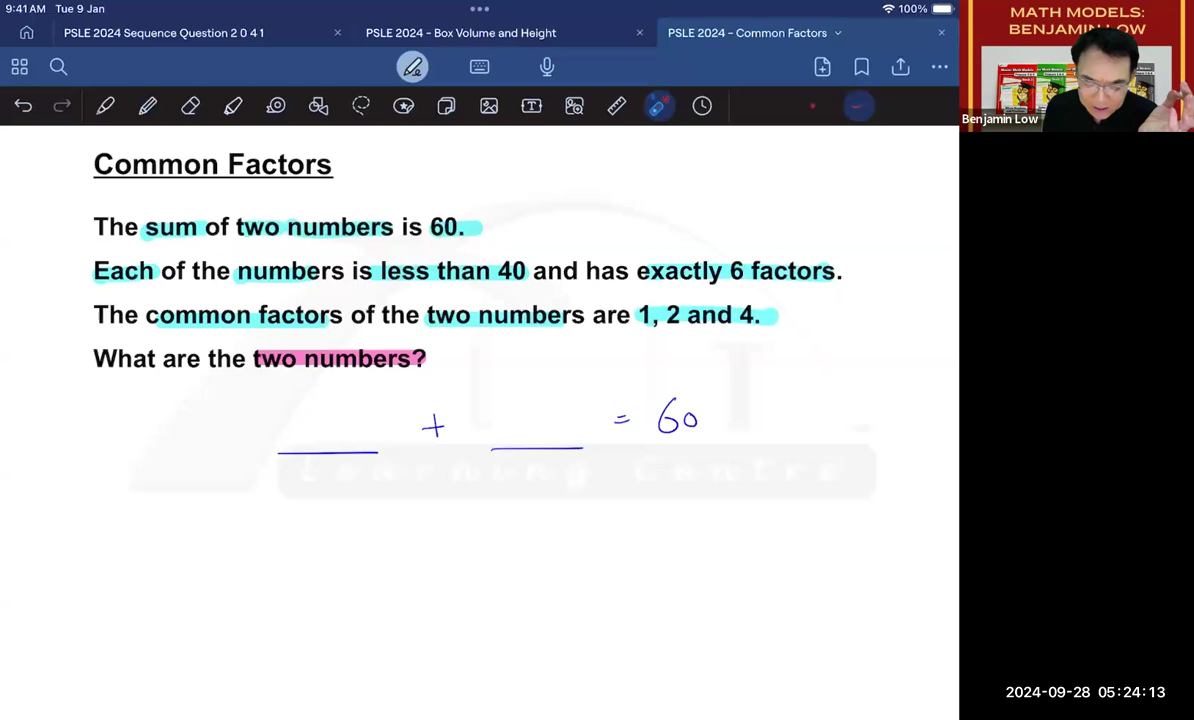 9:41 AM Tue 9 Jan
100%
PSLE 2024 Sequence Question 2 0 4 1
PSLE 2024 - Box Volume and Height
PSLE 2024 - Common Factors
MATH MODELS:
BENJAMIN LOW
Benjamin Low
Common Factors
The sum of two numbers is 60.
Each of the numbers is less than 40 and has exactly 6 factors.
The common factors of the two numbers are 1, 2 and 4.
What are the two numbers?
+ = 60
Learning Centre
2024-09-28 05:24:13